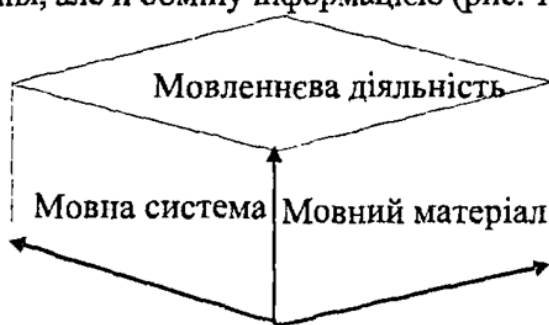 але й обміну інформацією (рис. 1
Мовленнєва діяльність
Мовна система Мовний матеріал